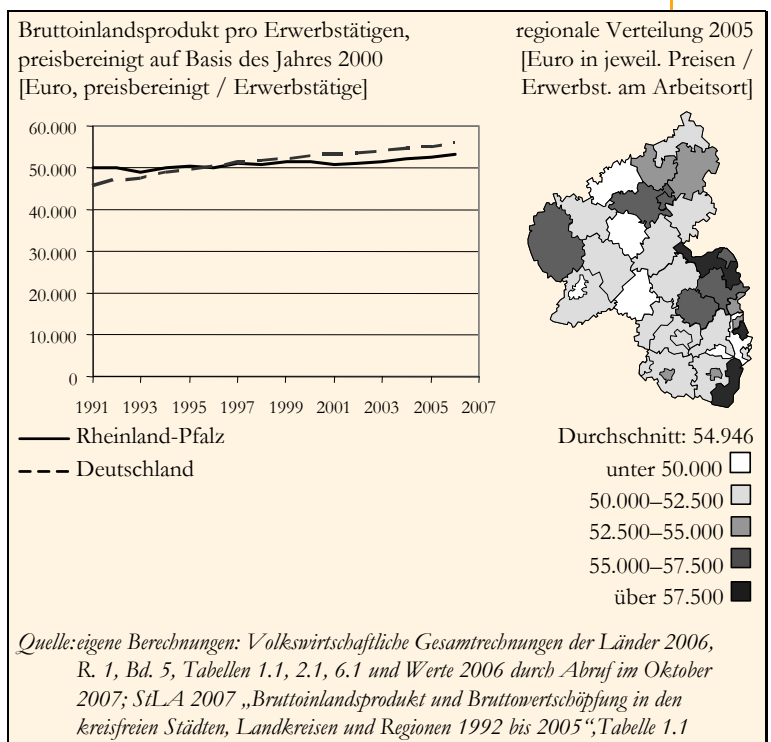 Bruttoinlandsprodukt pro Erwerbstätigen,
preisbereinigt auf Basis des Jahres 2000
[Euro, preisbereinigt / Erwerbstätige]
regionale Verteilung 2005
[Euro in jeweil. Preisen /
Erwerbst. am Arbeitsort]
60.000
50.000
40.000
30.000
20.000
10.000
0
1991 1993 1995 1997 1999 2001 2003 2005 2007
Rheinland-Pfalz
Deutschland
Durchschnitt: 54.946
unter 50.000
50.000–52.500
52.500–55.000
55.000–57.500
über 57.500
Quelle: eigene Berechnungen: Volkswirtschaftliche Gesamtrechnungen der Länder 2006,
R. 1, Bd. 5, Tabellen 1.1, 2.1, 6.1 und Werte 2006 durch Abruf im Oktober
2007; StLA 2007 „Bruttoinlandsprodukt und Bruttowertschöpfung in den
kreisfreien Städten, Landkreisen und Regionen 1992 bis 2005“,Tabelle 1.1